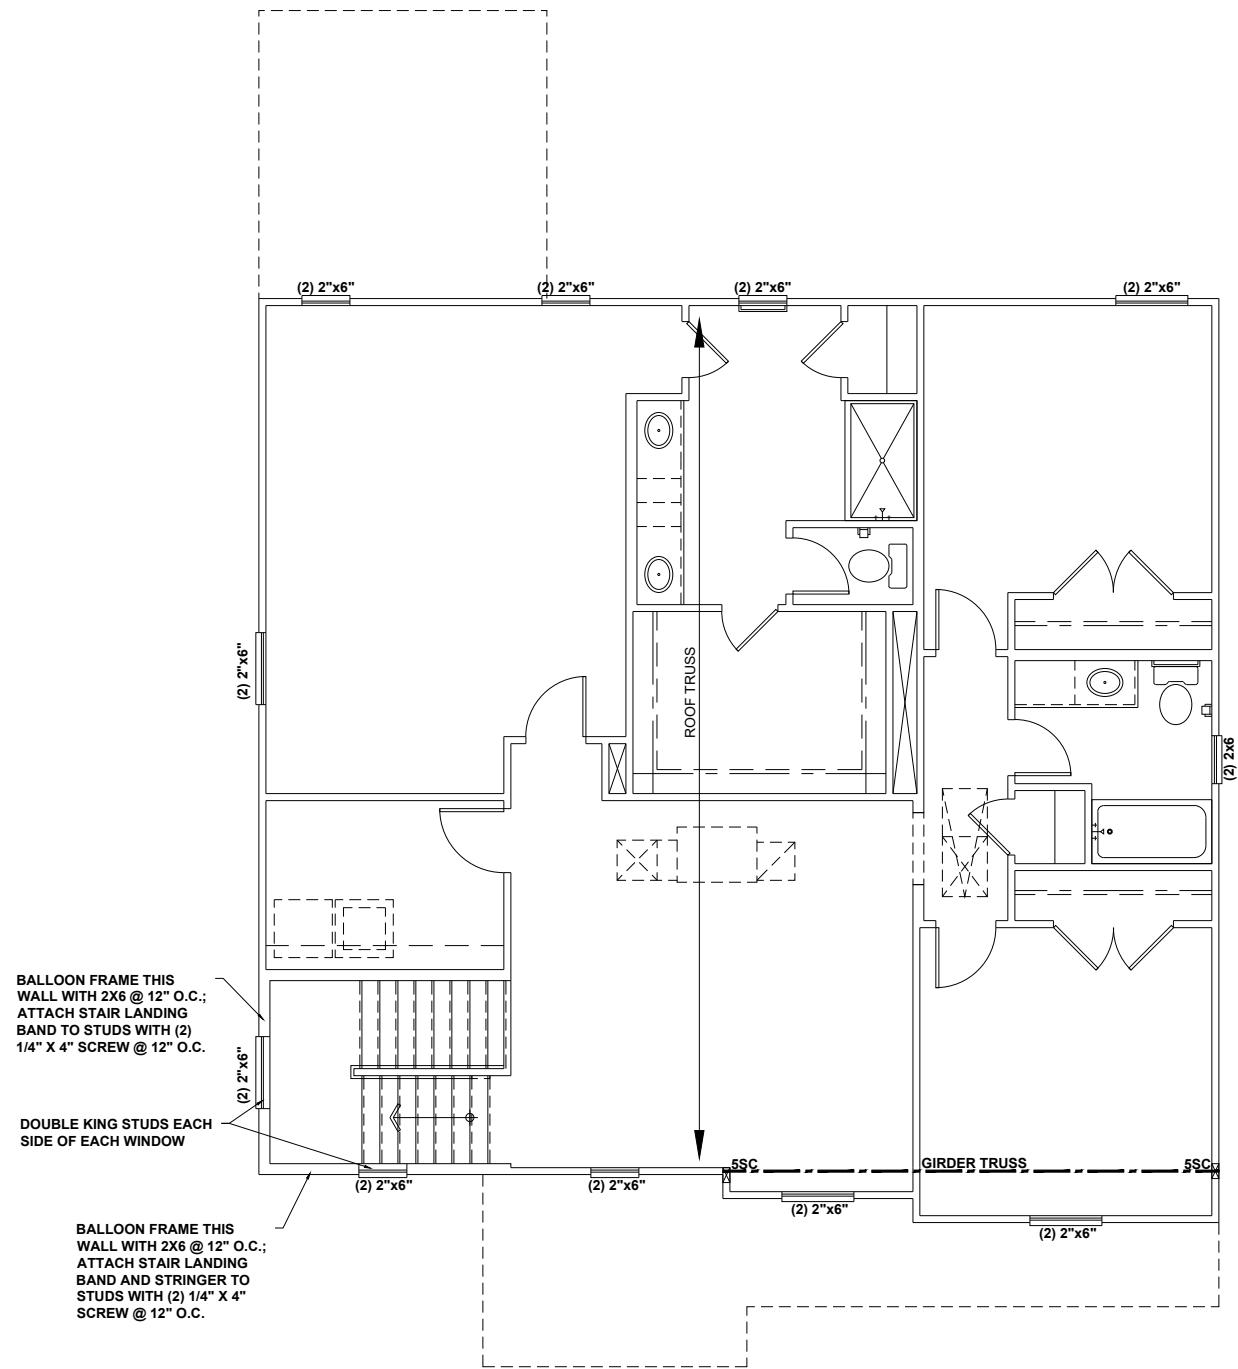 (2) 2"x6"
(2) 2"x6"
(2) 2"x6"
(2) 2"x6"
(2) 2"x6"
ROOF TRUSS
(2) 2x6
BALLOON FRAME THIS
WALL WITH 2X6 @ 12" O.C.;
ATTACH STAIR LANDING
BAND TO STUDS WITH (2)
1/4" X 4" SCREW @ 12" O.C.
(2) 2"x6"
DOUBLE KING STUDS EACH
SIDE OF EACH WINDOW
5SC
GIRDER TRUSS
5SC
(2) 2"x6"
(2) 2"x6"
(2) 2"x6"
(2) 2"x6"
BALLOON FRAME THIS
WALL WITH 2X6 @ 12" O.C.;
ATTACH STAIR LANDING
BAND AND STRINGER TO
STUDS WITH (2) 1/4" X 4"
SCREW @ 12" O.C.